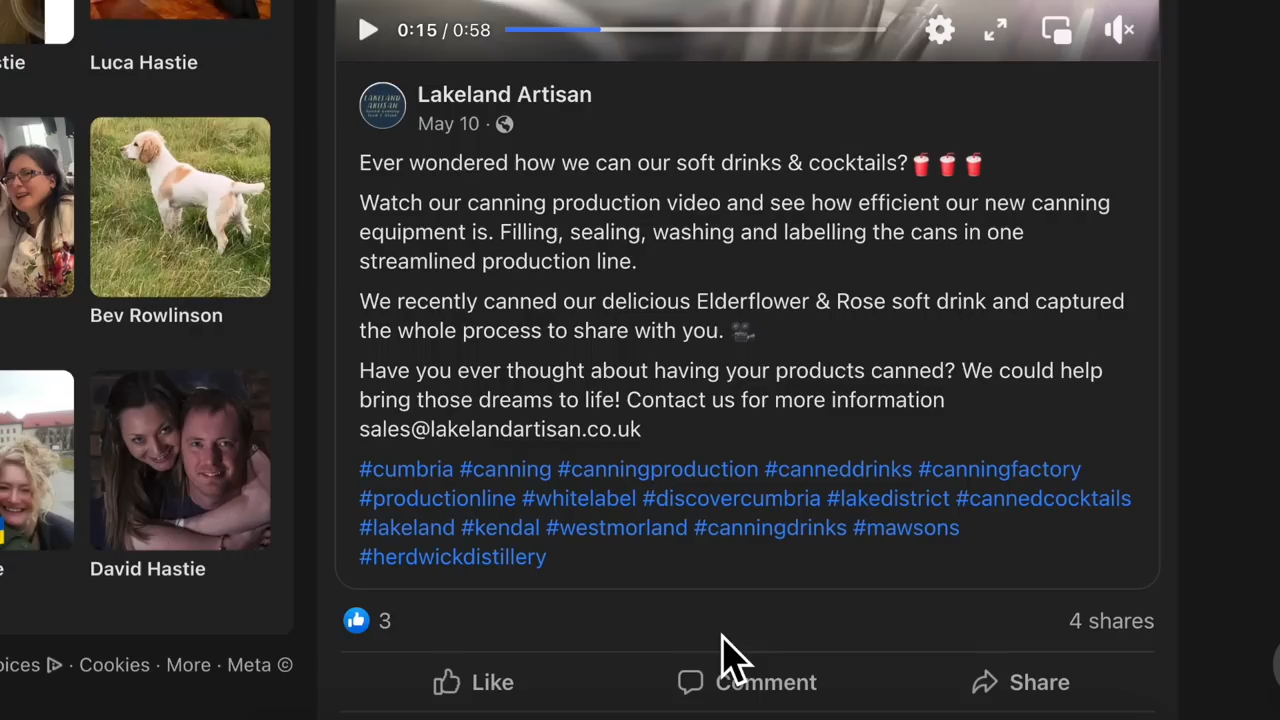 0:15 / 0:58
stie
Luca Hastie
Bev Rowlinson
David Hastie
Cookies · More · Meta ©
Lakeland Artisan
May 10 ·
Ever wondered how we can our soft drinks & cocktails?🥤🥤🥤
Watch our canning production video and see how efficient our new canning
equipment is. Filling, sealing, washing and labelling the cans in one
streamlined production line.
We recently canned our delicious Elderflower & Rose soft drink and captured
the whole process to share with you. 🎥
Have you ever thought about having your products canned? We could help
bring those dreams to life! Contact us for more information
sales@lakelandartisan.co.uk
#cumbria #canning #canningproduction #canneddrinks #canningfactory
#productionline #whitelabel #discovercumbria #lakedistrict #cannedcocktails
#lakeland #kendal #westmorland #canningdrinks #mawsons
#herdwickdistillery
3
4 shares
Like
Comment
Share